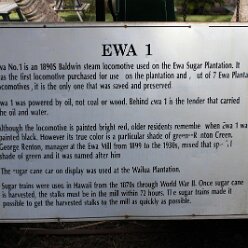 EWA 1
Ewa No.1 is an 1890S Baldwin steam locomotive used on the Ewa Sugar Plantation. It
was the first locomotive purchased for use on the plantation and, ut of 7 Ewa Planta
locomotives, it is the only one that was saved and preserved
Ewa 1 was powered by oil, not coal or wood. Behind Ewa 1 is the tender that carried
the oil and water.
Although the locomotive is painted bright red, older residents remember when Ewa 1 was
painted black. However its true color is a particular shade of green Renton Green.
George Renton, manager at the Ewa Mill from 1899 to the 1930s, mixed that
shade of green and it was named after him
The sugar cane car on display was used at the Wailua Plantation.
Sugar trains were used in Hawaii from the 1870s through World War II. Once sugar cane
is harvested, the stalks must be in the mill within 72 hours. The sugar trains made it
possible to get the harvested stalks to the mill as quickly as possible.